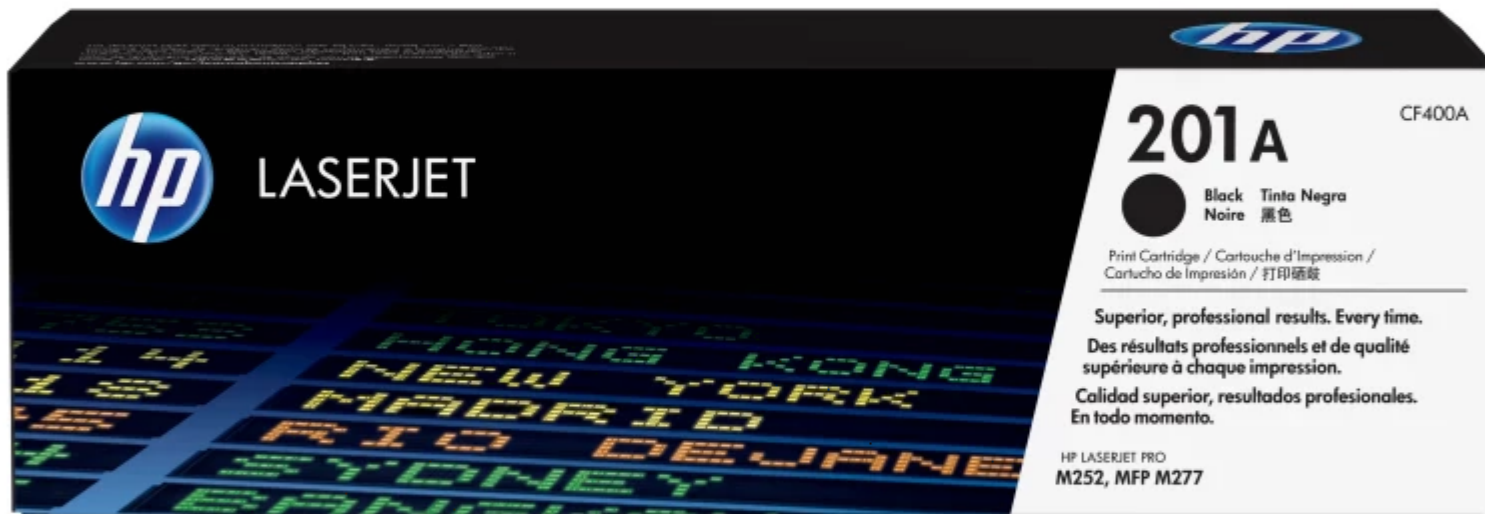 hp
hp
LASERJET
201A
CF400A
Black Tinta Negra
Noire 黑色
Print Cartridge / Cartouche d'Impression /
Cartucho de Impresión / 打印硒鼓
Superior, professional results. Every time.
Des résultats professionnels et de qualité
supérieure à chaque impression.
Calidad superior, resultados profesionales.
En todo momento.
HP LASERJET PRO
M252, MFP M277
TOKYO
HONG KONG
14 NEW YORK
MADRID
RIO DEJANE
SYDNEY